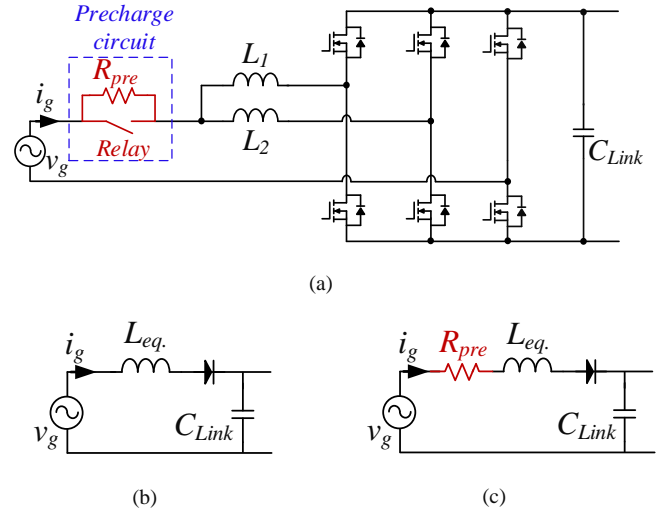 Precharge
circuit
R_pre
i_g
Relay
v_g
L_1
L_2
C_Link
(a)
i_g
L_eq.
v_g
C_Link
(b)
i_g
R_pre
L_eq.
v_g
C_Link
(c)